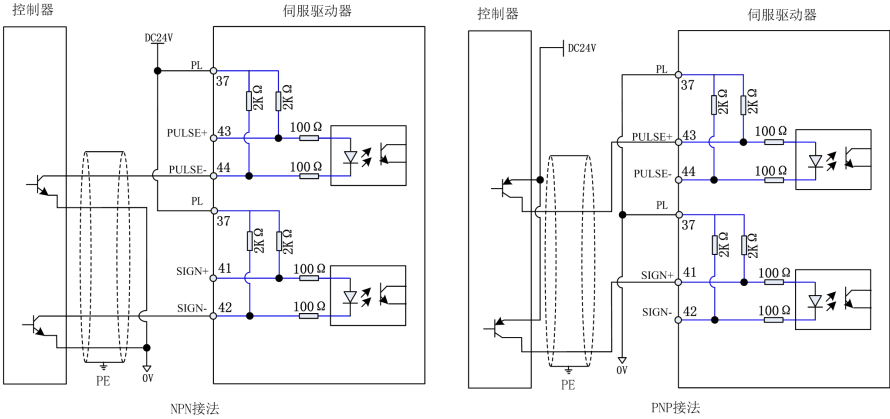 控制器
伺服驱动器
DC24V
PL
37
2KΩ
2KΩ
PULSE+
43
100Ω
PULSE-
44
100Ω
PL
37
2KΩ
2KΩ
SIGN+
41
100Ω
SIGN-
42
100Ω
PE
0V
NPN接法
控制器
伺服驱动器
DC24V
PL
37
2KΩ
2KΩ
PULSE+
43
100Ω
PULSE-
44
100Ω
PL
37
2KΩ
2KΩ
SIGN+
41
100Ω
SIGN-
42
100Ω
PE
0V
PNP接法